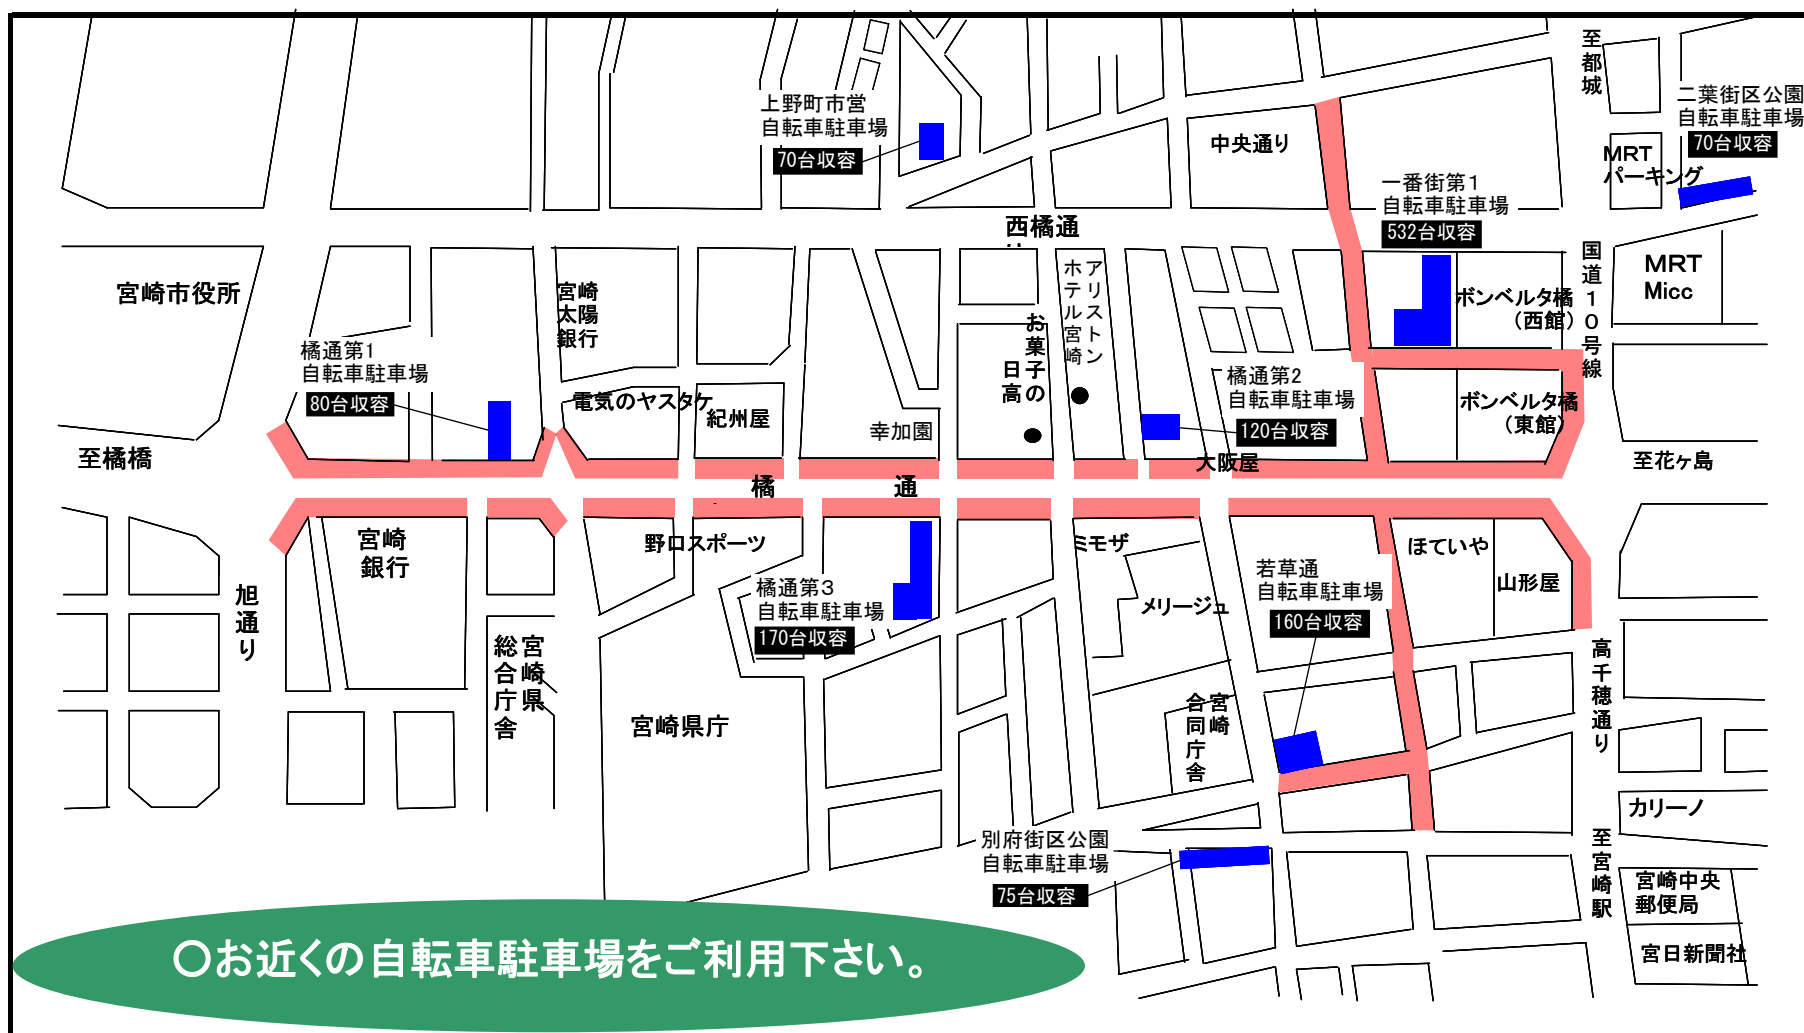 至都城
二葉街区公園
自転車駐車場
70台収容
上野町市営
自転車駐車場
70台収容
中央通り
MRT
パーキング
一番街第1
自転車駐車場
532台収容
西橘通
国道10号線
MRT
Micc
宮崎市役所
宮崎
太陽
銀行
アリストン
ホテル宮崎
お菓子の
日高
ボンベルタ橘
（西館）
橘通第1
自転車駐車場
80台収容
電気のヤスタケ
紀州屋
幸加園
橘通第2
自転車駐車場
120台収容
ボンベルタ橘
（東館）
至橘橋
大阪屋
至花ヶ島
橘通
宮崎
銀行
野口スポーツ
ミモザ
ほていや
山形屋
旭通り
橘通第3
自転車駐車場
170台収容
メリージュ
若草通
自転車駐車場
160台収容
宮崎県
総合庁舎
宮崎県庁
宮崎
合同庁舎
高千穂通り
カリーノ
別府街区公園
自転車駐車場
75台収容
至宮崎駅
宮崎中央
郵便局
宮日新聞社
○お近くの自転車駐車場をご利用下さい。